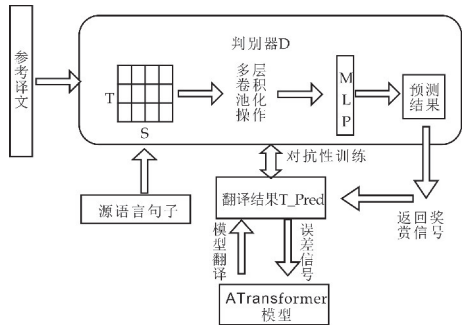 参考译文
判别器D
T
S
多层
卷积
池化
操作
MLP
预测
结果
源语言句子
对抗性训练
翻译结果T_Pred
返回奖
赏信号
模型翻译
误差信号
ATransformer
模型